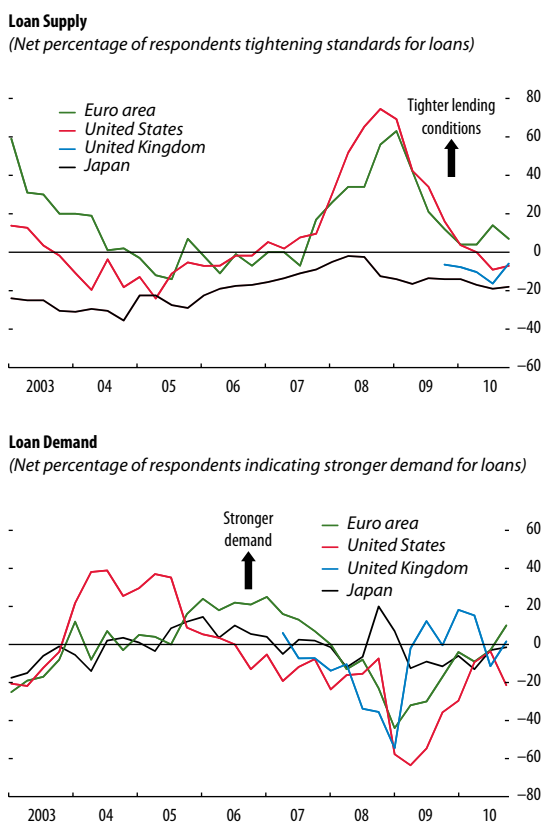 Loan Supply
(Net percentage of respondents tightening standards for loans)
80
Tighter lending
conditions
Euro area
United States
United Kingdom
Japan
60
40
20
0
−20
−40
−60
2003 04 05 06 07 08 09 10
Loan Demand
(Net percentage of respondents indicating stronger demand for loans)
Stronger
demand
Euro area
United States
United Kingdom
Japan
60
40
20
0
−20
−40
−60
−80
2003 04 05 06 07 08 09 10